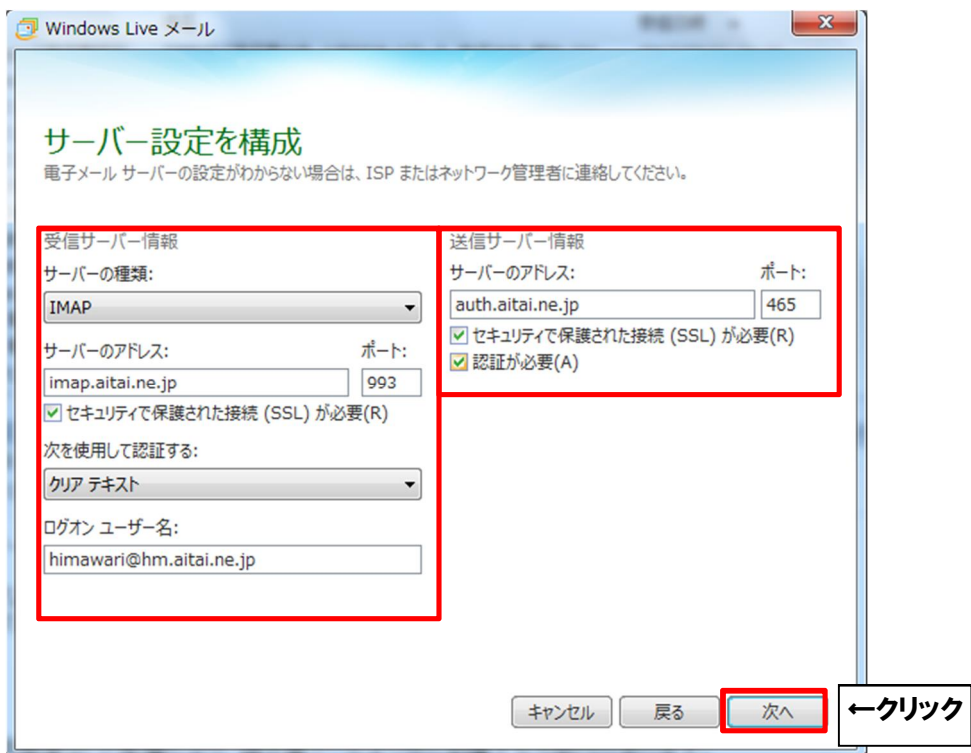 Windows Live メール
サーバー設定を構成
電子メール サーバーの設定がわからない場合は、ISP またはネットワーク管理者に連絡してください。
受信サーバー情報
サーバーの種類:
IMAP
サーバーのアドレス:
ポート:
imap.aitai.ne.jp
993
セキュリティで保護された接続 (SSL) が必要(R)
次を使用して認証する:
クリア テキスト
ログオン ユーザー名:
himawari@hm.aitai.ne.jp
送信サーバー情報
サーバーのアドレス:
ポート:
auth.aitai.ne.jp
465
セキュリティで保護された接続 (SSL) が必要(R)
認証が必要(A)
キャンセル
戻る
次へ
←クリック